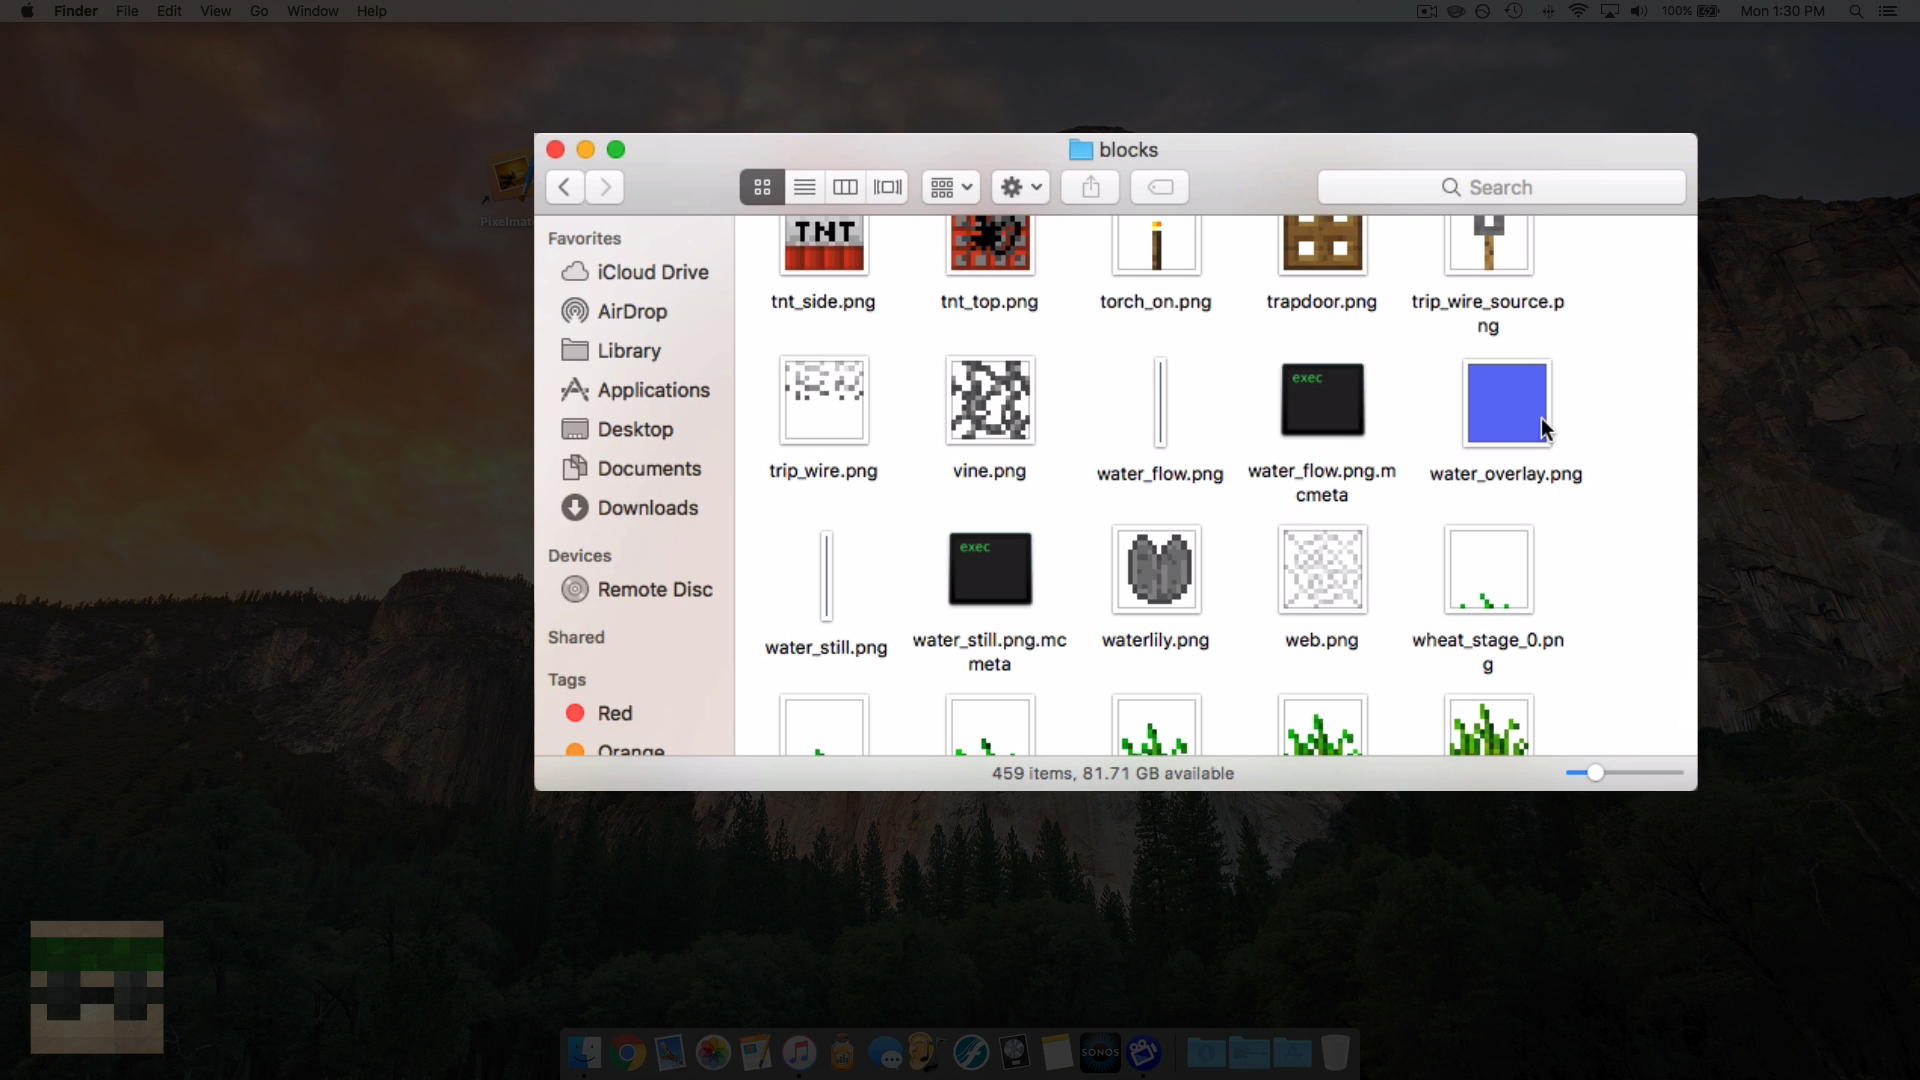 Finder File Edit View Go Window Help
100% Mon 1:30 PM
blocks
Search
Pixelmat
Favorites
iCloud Drive
AirDrop
Library
Applications
Desktop
Documents
Downloads
Devices
Remote Disc
Shared
Tags
Red
Orange
TNT
tnt_side.png tnt_top.png torch_on.png trapdoor.png trip_wire_source.p
ng
exec
trip_wire.png vine.png water_flow.png water_flow.png.m water_overlay.png
cmeta
exec
water_still.png water_still.png.mc waterlily.png web.png wheat_stage_0.pn
meta g
459 items, 81.71 GB available
SONOS